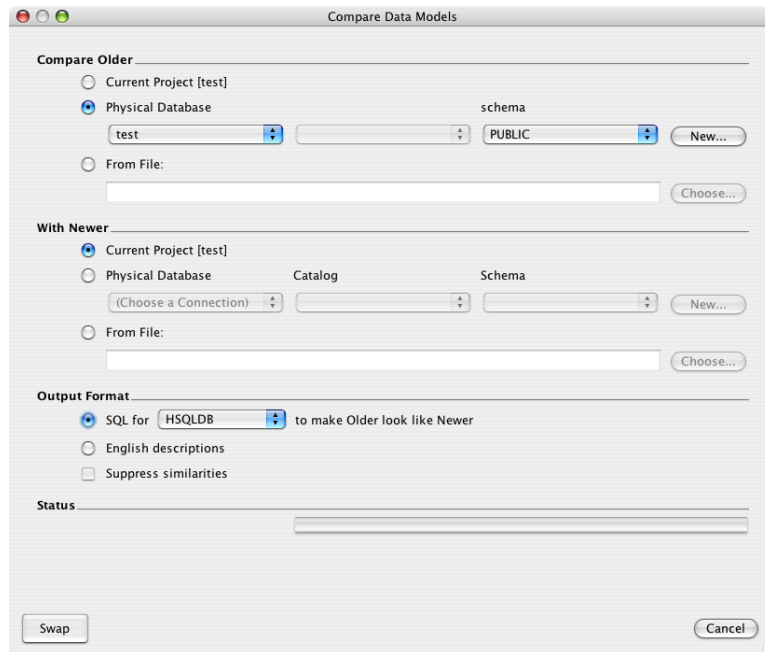 Compare Data Models
Compare Older
Current Project [test]
Physical Database schema
test PUBLIC New...
From File:
Choose...
With Newer
Current Project [test]
Physical Database Catalog Schema
(Choose a Connection) New...
From File:
Choose...
Output Format
SQL for HSQLDB to make Older look like Newer
English descriptions
Suppress similarities
Status
Swap Cancel